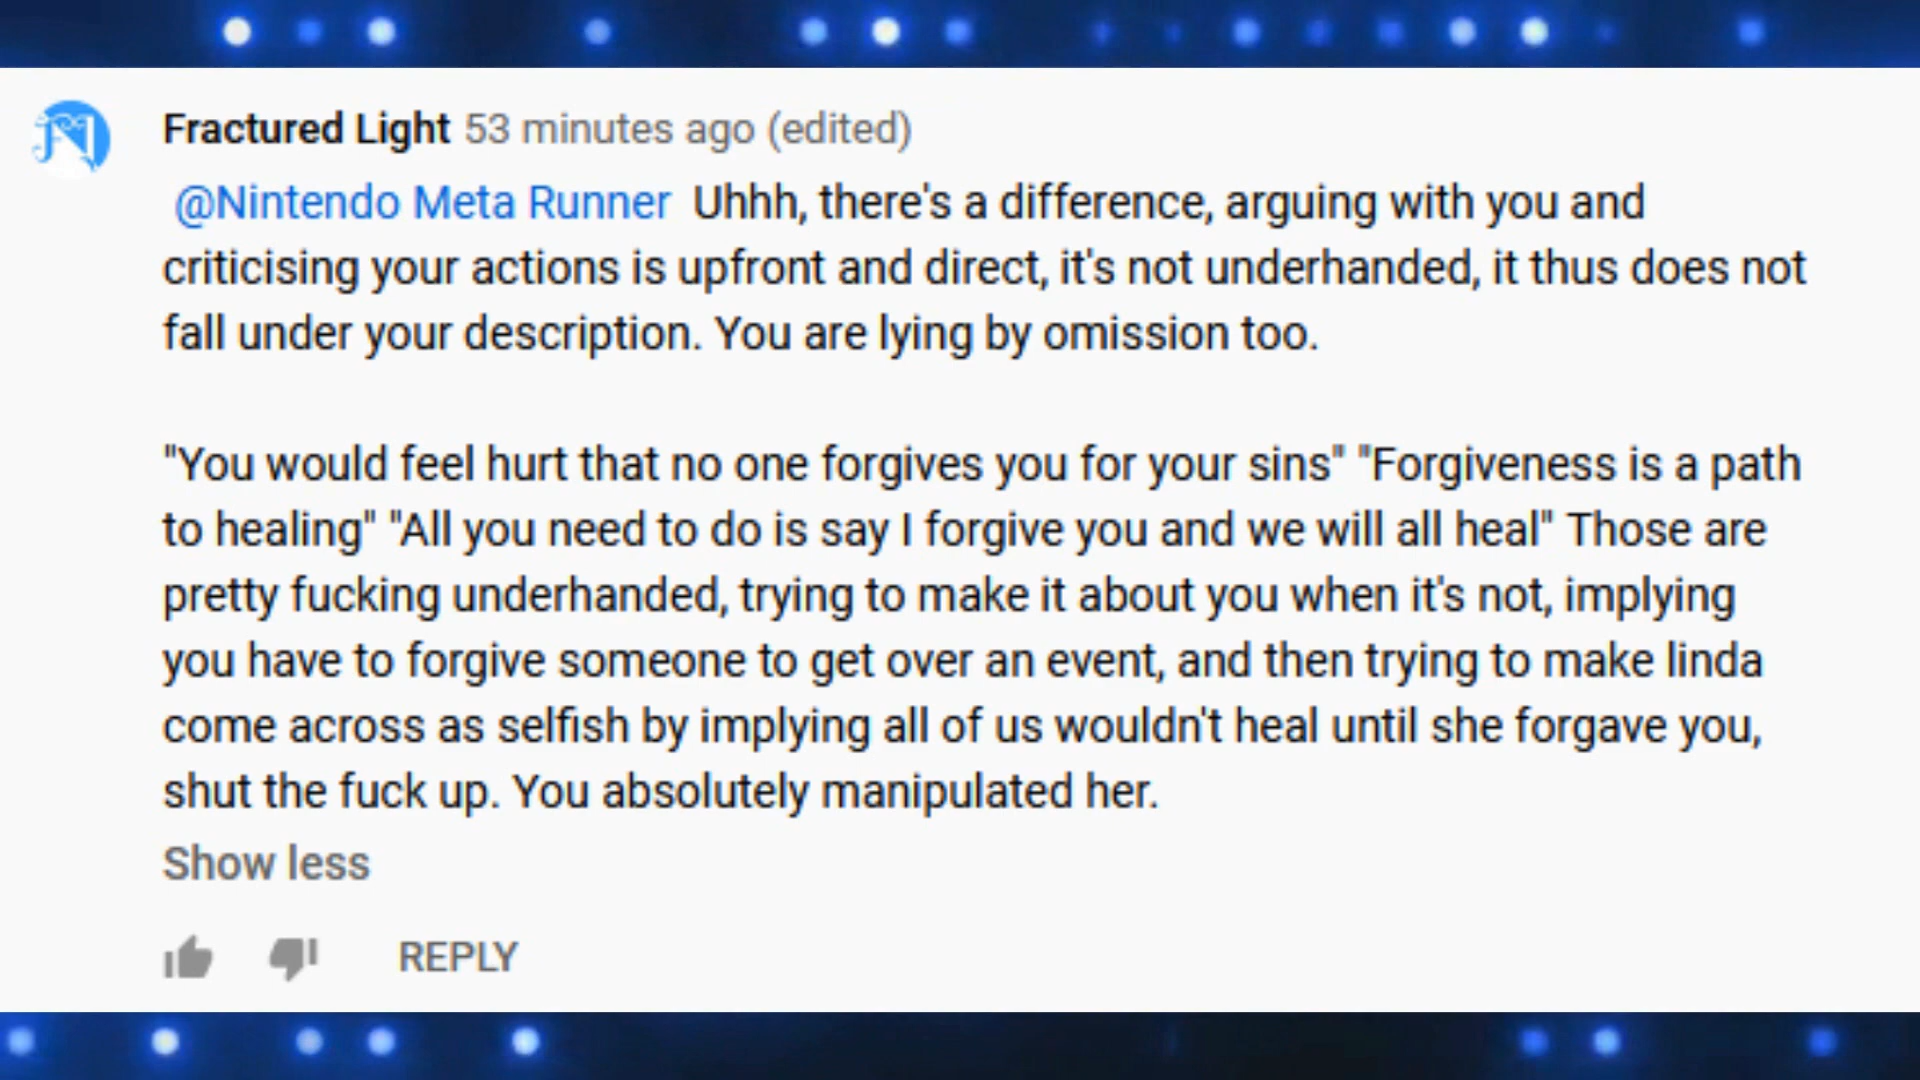 Fractured Light 53 minutes ago (edited)
@Nintendo Meta Runner Uhhh, there's a difference, arguing with you and
criticising your actions is upfront and direct, it's not underhanded, it thus does not
fall under your description. You are lying by omission too.
"You would feel hurt that no one forgives you for your sins" "Forgiveness is a path
to healing" "All you need to do is say I forgive you and we will all heal" Those are
pretty fucking underhanded, trying to make it about you when it's not, implying
you have to forgive someone to get over an event, and then trying to make linda
come across as selfish by implying all of us wouldn't heal until she forgave you,
shut the fuck up. You absolutely manipulated her.
Show less
REPLY